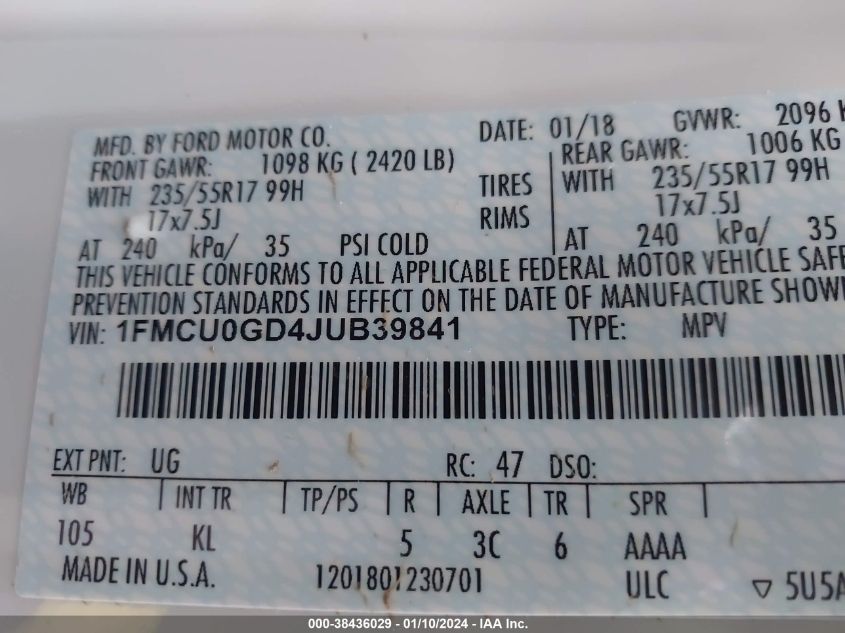 MFD. BY FORD MOTOR CO. DATE: 01/18 GVWR: 2096
FRONT GAWR: 1098 KG ( 2420 LB) REAR GAWR: 1006 KG
WITH 235/55R17 99H TIRES WITH 235/55R17 99H
17x7.5J RIMS 17x7.5J
AT 240 kPa/ 35 PSI COLD AT 240 kPa/ 35
THIS VEHICLE CONFORMS TO ALL APPLICABLE FEDERAL MOTOR VEHICLE SAFE
PREVENTION STANDARDS IN EFFECT ON THE DATE OF MANUFACTURE SHOW
VIN: 1FMCU0GD4JUB39841 TYPE: MPV
EXT PNT: UG RC: 47 DSO:
WB INT TR TP/PS R AXLE TR SPR
105 KL 5 3C 6 AAAA
MADE IN U.S.A. 1201801230701 ULC ▽ 5U5A
000-38436029 - 01/10/2024 - IAA Inc.